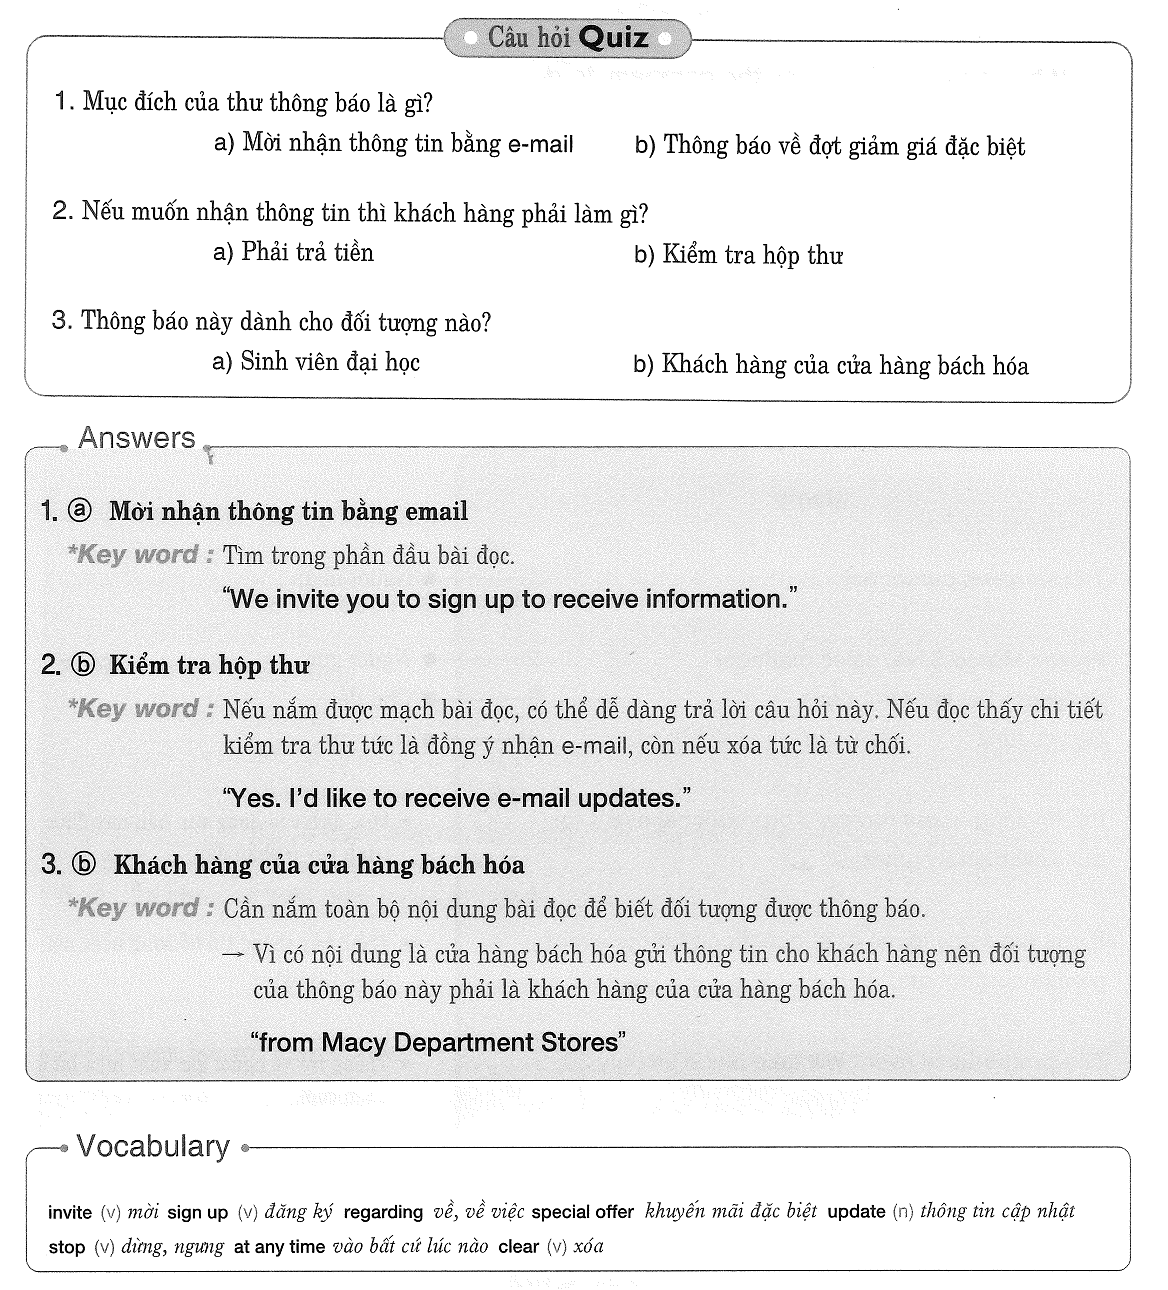 Câu hỏi Quiz
1. Mục đích của thư thông báo là gì?
a) Mời nhận thông tin bằng e-mail b) Thông báo về đợt giảm giá đặc biệt
2. Nếu muốn nhận thông tin thì khách hàng phải làm gì?
a) Phải trả tiền b) Kiểm tra hộp thư
3. Thông báo này dành cho đối tượng nào?
a) Sinh viên đại học b) Khách hàng của cửa hàng bách hóa
Answers
1. ⓐ Mời nhận thông tin bằng email
*Key word : Tìm trong phần đầu bài đọc.
“We invite you to sign up to receive information.”
2. ⓑ Kiểm tra hộp thư
*Key word : Nếu nắm được mạch bài đọc, có thể dễ dàng trả lời câu hỏi này. Nếu đọc thấy chi tiết
kiểm tra thư tức là đồng ý nhận e-mail, còn nếu xóa tức là từ chối.
“Yes. I’d like to receive e-mail updates.”
3. ⓑ Khách hàng của cửa hàng bách hóa
*Key word : Cần nắm toàn bộ nội dung bài đọc để biết đối tượng được thông báo.
→ Vì có nội dung là cửa hàng bách hóa gửi thông tin cho khách hàng nên đối tượng
của thông báo này phải là khách hàng của cửa hàng bách hóa.
“from Macy Department Stores”
Vocabulary
invite (v) mời sign up (v) đăng ký regarding về, về việc special offer khuyến mãi đặc biệt update (n) thông tin cập nhật
stop (v) dừng, ngưng at any time vào bất cứ lúc nào clear (v) xóa